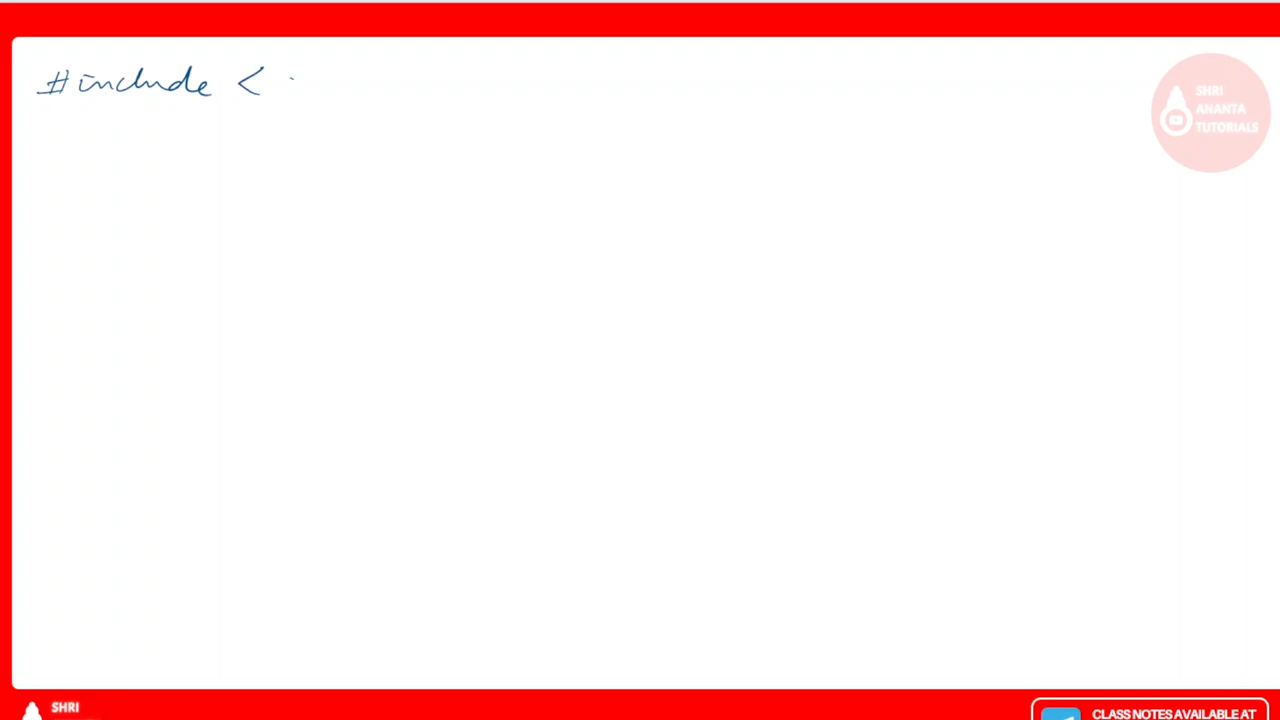 #include <
SHRI
ANANTA
TUTORIALS
SHRI
CLASS NOTES AVAILABLE AT